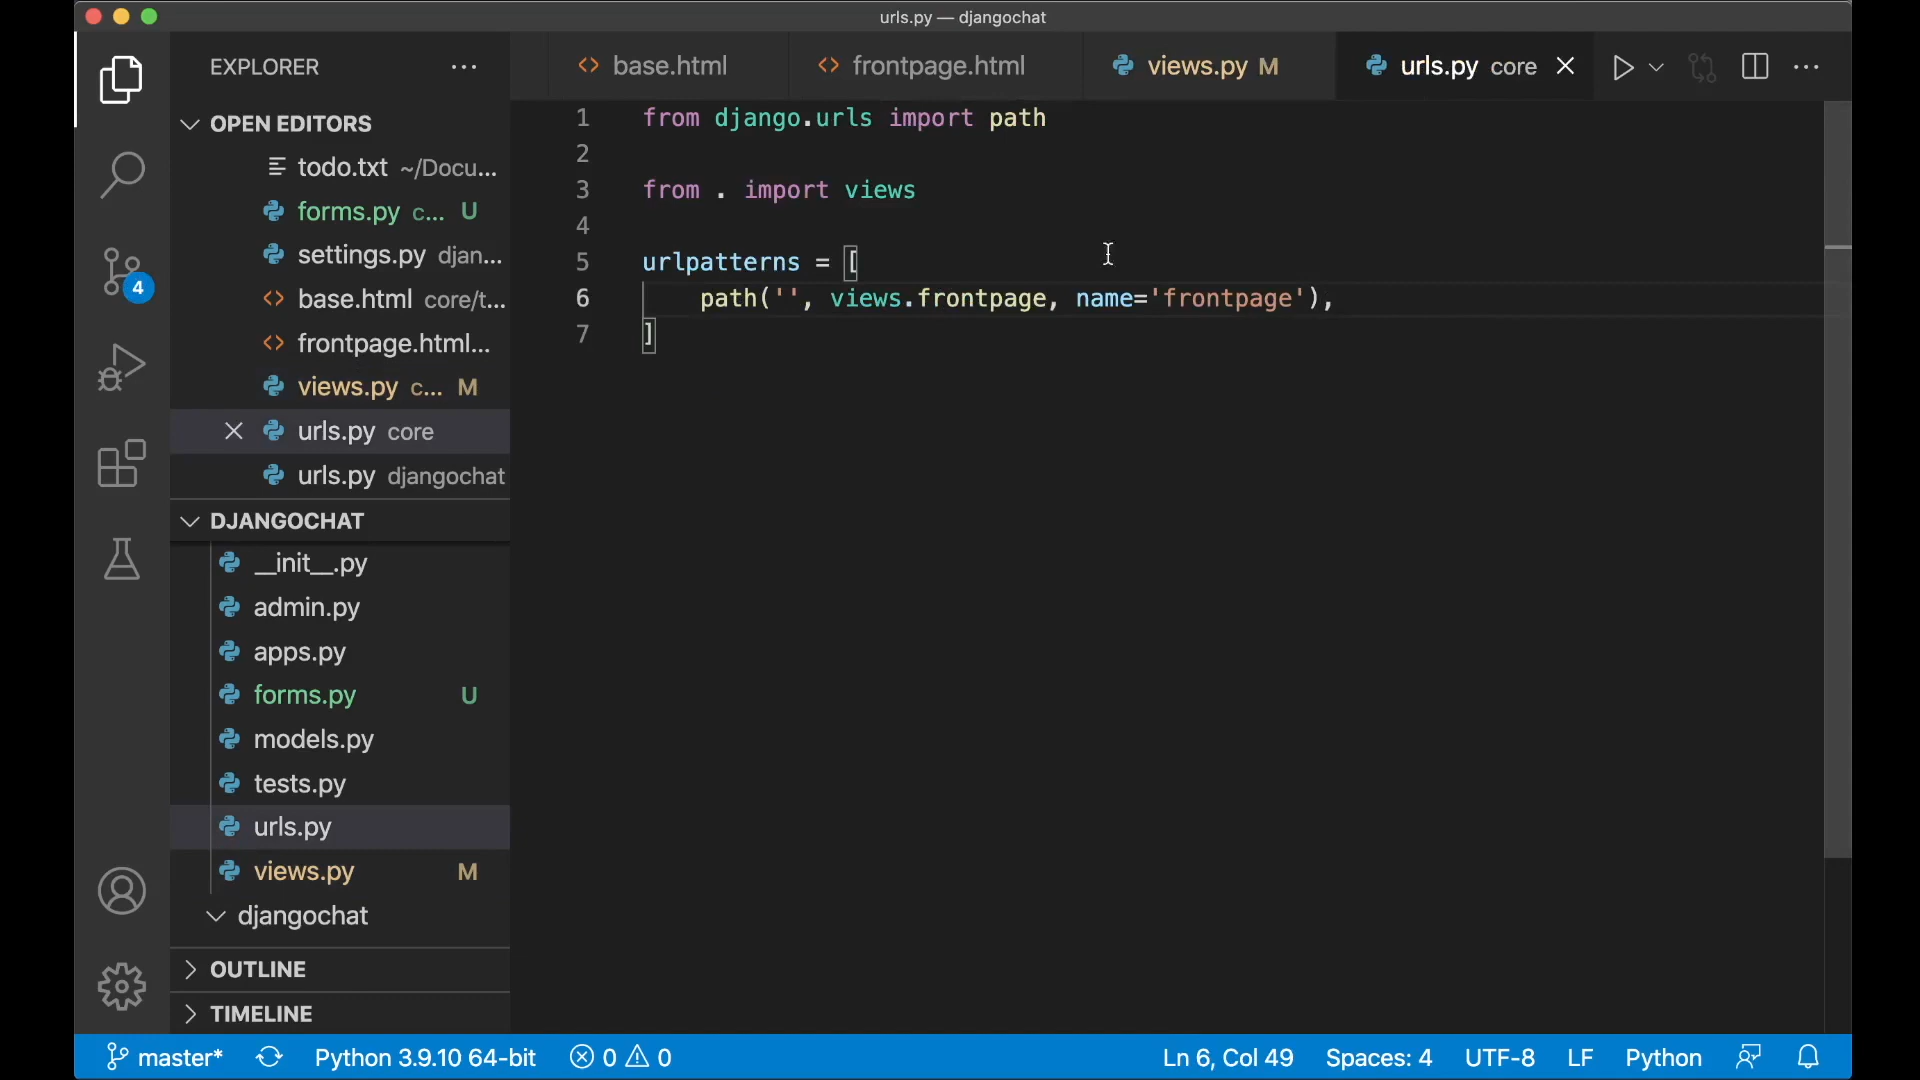 urls.py — djangochat
EXPLORER
base.html
frontpage.html
views.py M
urls.py core
OPEN EDITORS
todo.txt ~/Docu...
forms.py c... U
settings.py djan...
base.html core/t...
frontpage.html...
views.py c... M
urls.py core
urls.py djangochat
DJANGOCHAT
__init__.py
admin.py
apps.py
forms.py U
models.py
tests.py
urls.py
views.py M
djangochat
OUTLINE
TIMELINE
4
1 from django.urls import path
2
3 from . import views
4
5 urlpatterns = [
6 path('', views.frontpage, name='frontpage'),
7 ]
master* Python 3.9.10 64-bit 0 0 Ln 6, Col 49 Spaces: 4 UTF-8 LF Python